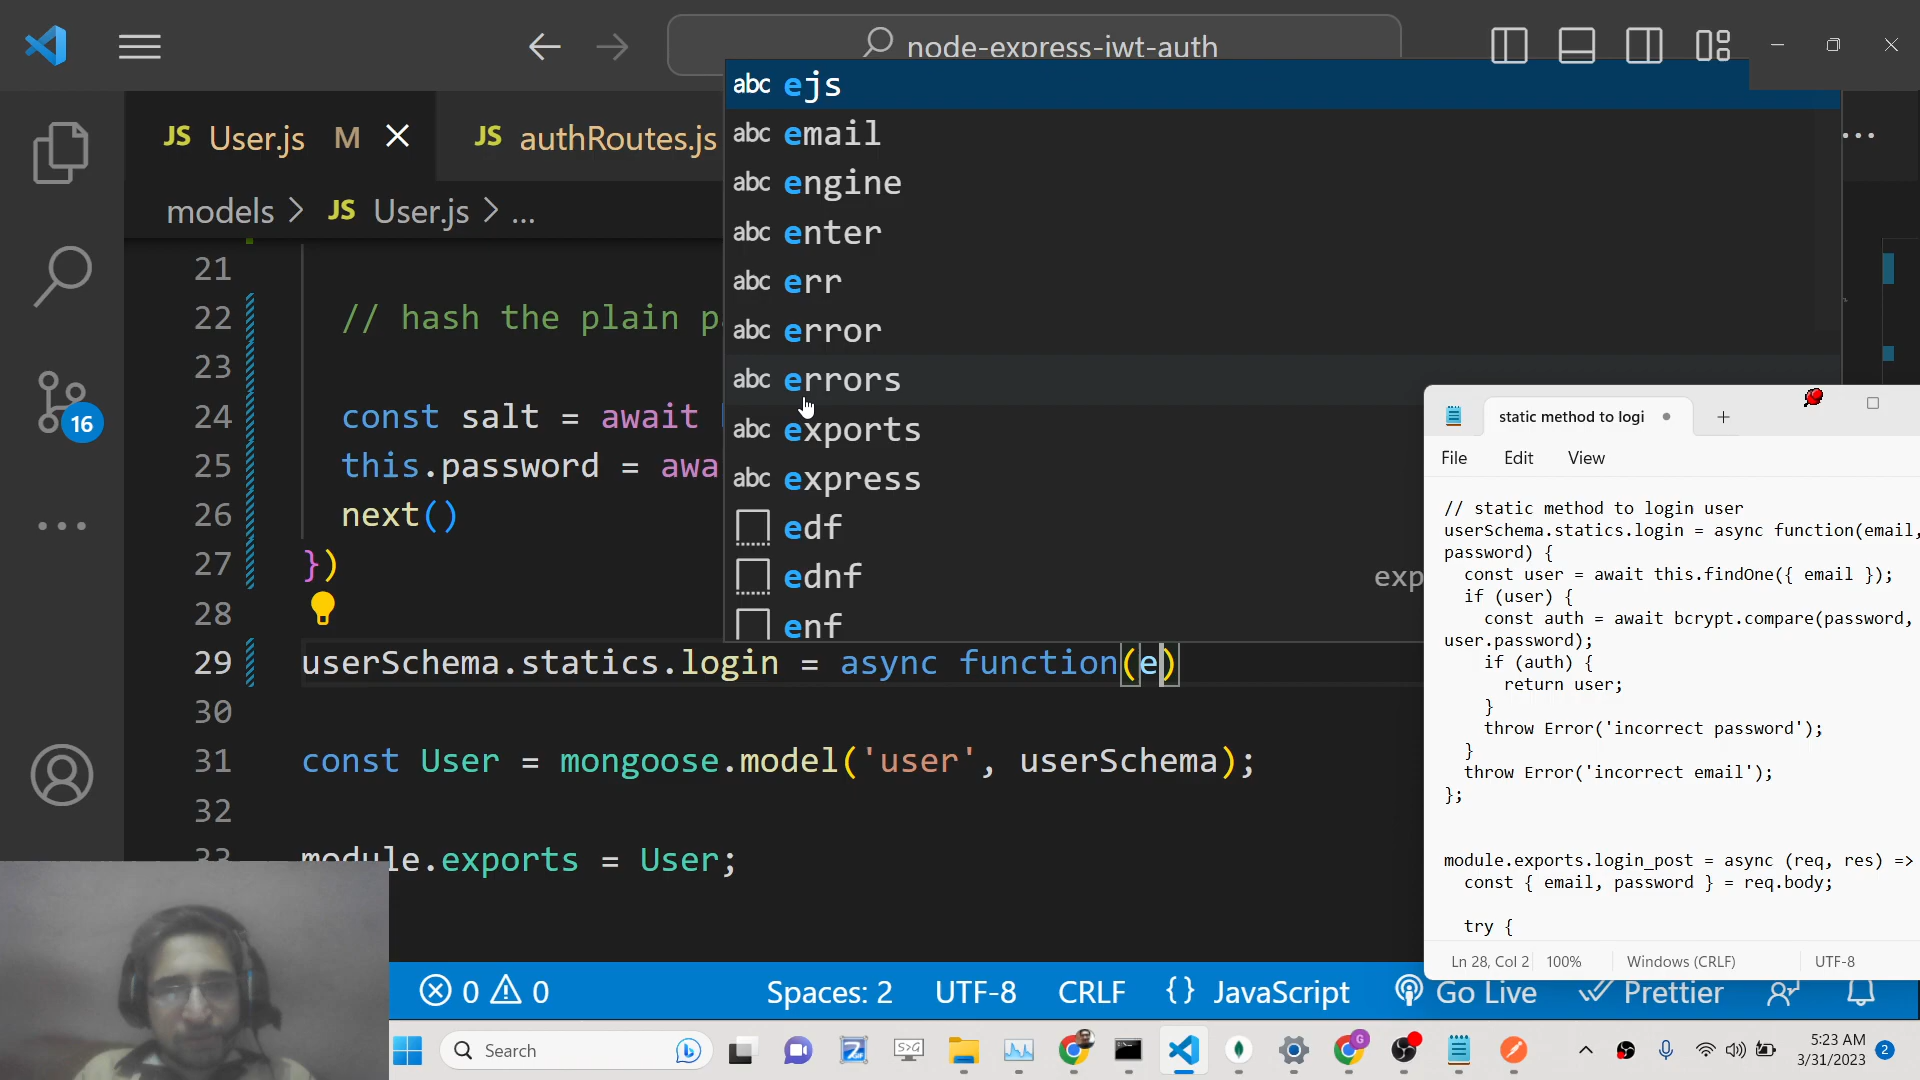 node-express-jwt-auth
JS User.js M
JS authRoutes.js
...
models > JS User.js > ...
abc ejs
abc email
abc engine
abc enter
abc err
abc error
abc errors
abc exports
abc express
edf
ednf
enf
exp
21
22 // hash the plain p
23
24 const salt = await
25 this.password = awa
26 next()
27 })
28
29 userSchema.statics.login = async function(e)
30
31 const User = mongoose.model('user', userSchema);
32
33 module.exports = User;
16
static method to logi
File Edit View
// static method to login user
userSchema.statics.login = async function(email,
password) {
const user = await this.findOne({ email });
if (user) {
const auth = await bcrypt.compare(password,
user.password);
if (auth) {
return user;
}
throw Error('incorrect password');
}
throw Error('incorrect email');
};
module.exports.login_post = async (req, res) =>
const { email, password } = req.body;
try {
Ln 28, Col 2 100% Windows (CRLF) UTF-8
0 0 Spaces: 2 UTF-8 CRLF {} JavaScript Go Live Prettier
Search
S>G
G
5:23 AM
3/31/2023
2